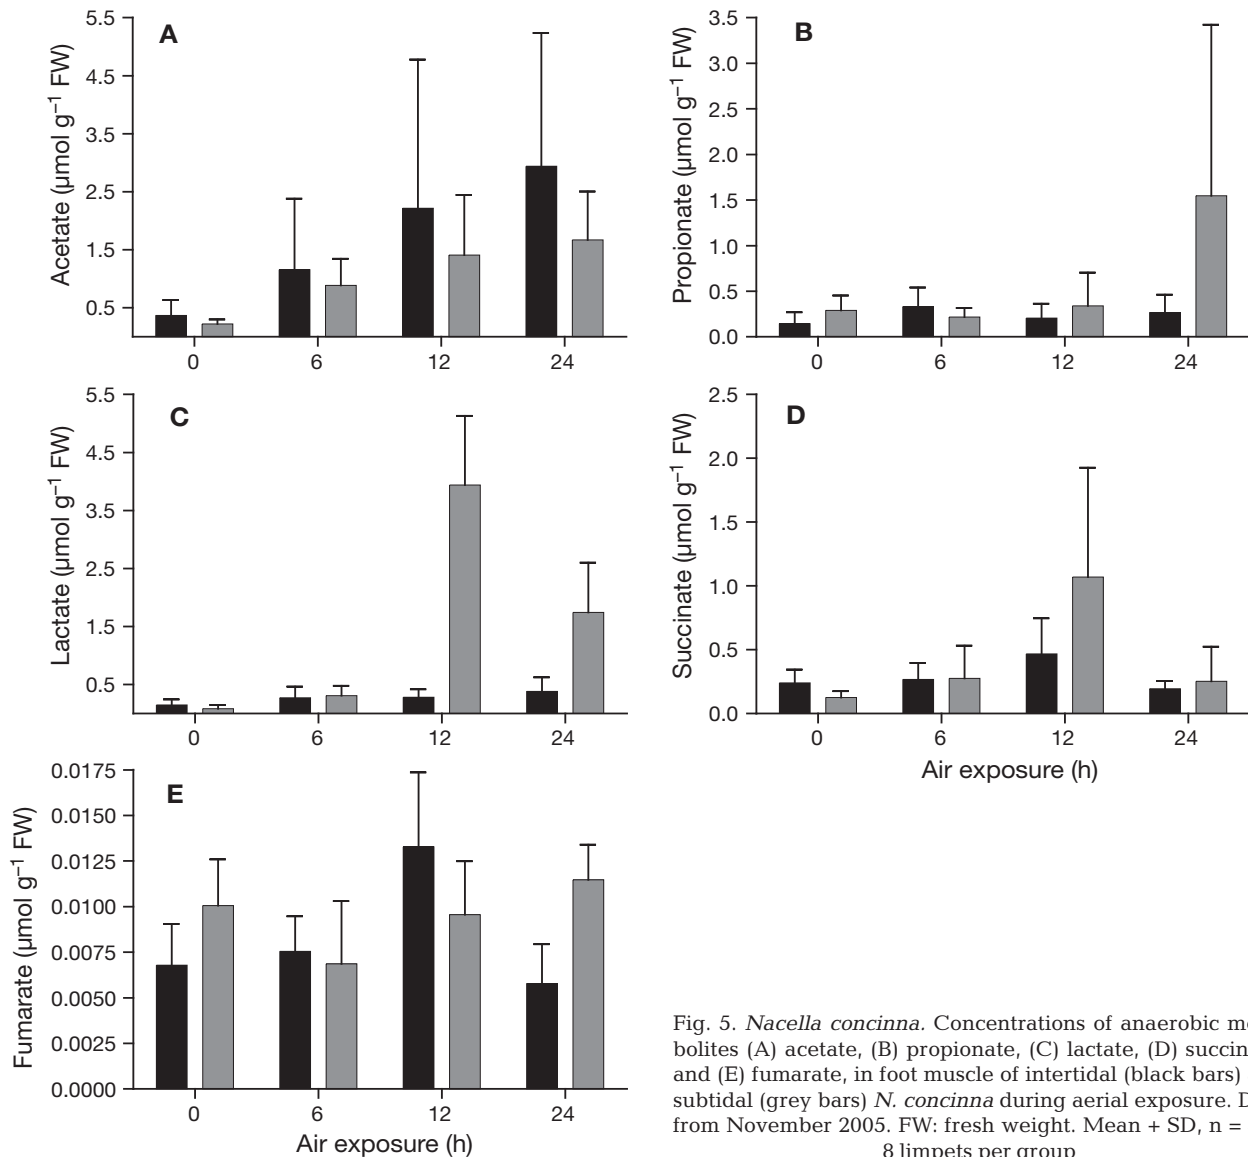 A
Acetate (µmol g⁻¹ FW)
5.5
4.5
3.5
2.5
1.5
0.5
0 6 12 24
B
Propionate (µmol g⁻¹ FW)
3.5
3.0
2.5
2.0
1.5
1.0
0.5
0.0
0 6 12 24
C
Lactate (µmol g⁻¹ FW)
5.5
4.5
3.5
2.5
1.5
0.5
0 6 12 24
D
Succinate (µmol g⁻¹ FW)
2.5
2.0
1.5
1.0
0.5
0.0
0 6 12 24
Air exposure (h)
E
Fumarate (µmol g⁻¹ FW)
0.0175
0.0150
0.0125
0.0100
0.0075
0.0050
0.0025
0.0000
0 6 12 24
Air exposure (h)
Fig. 5. Nacella concinna. Concentrations of anaerobic
bolites (A) acetate, (B) propionate, (C) lactate, (D)
and (E) fumarate, in foot muscle of intertidal (black bars)
subtidal (grey bars) N. concinna during aerial exposure.
from November 2005. FW: fresh weight. Mean + SD, n =
8 limpets per group